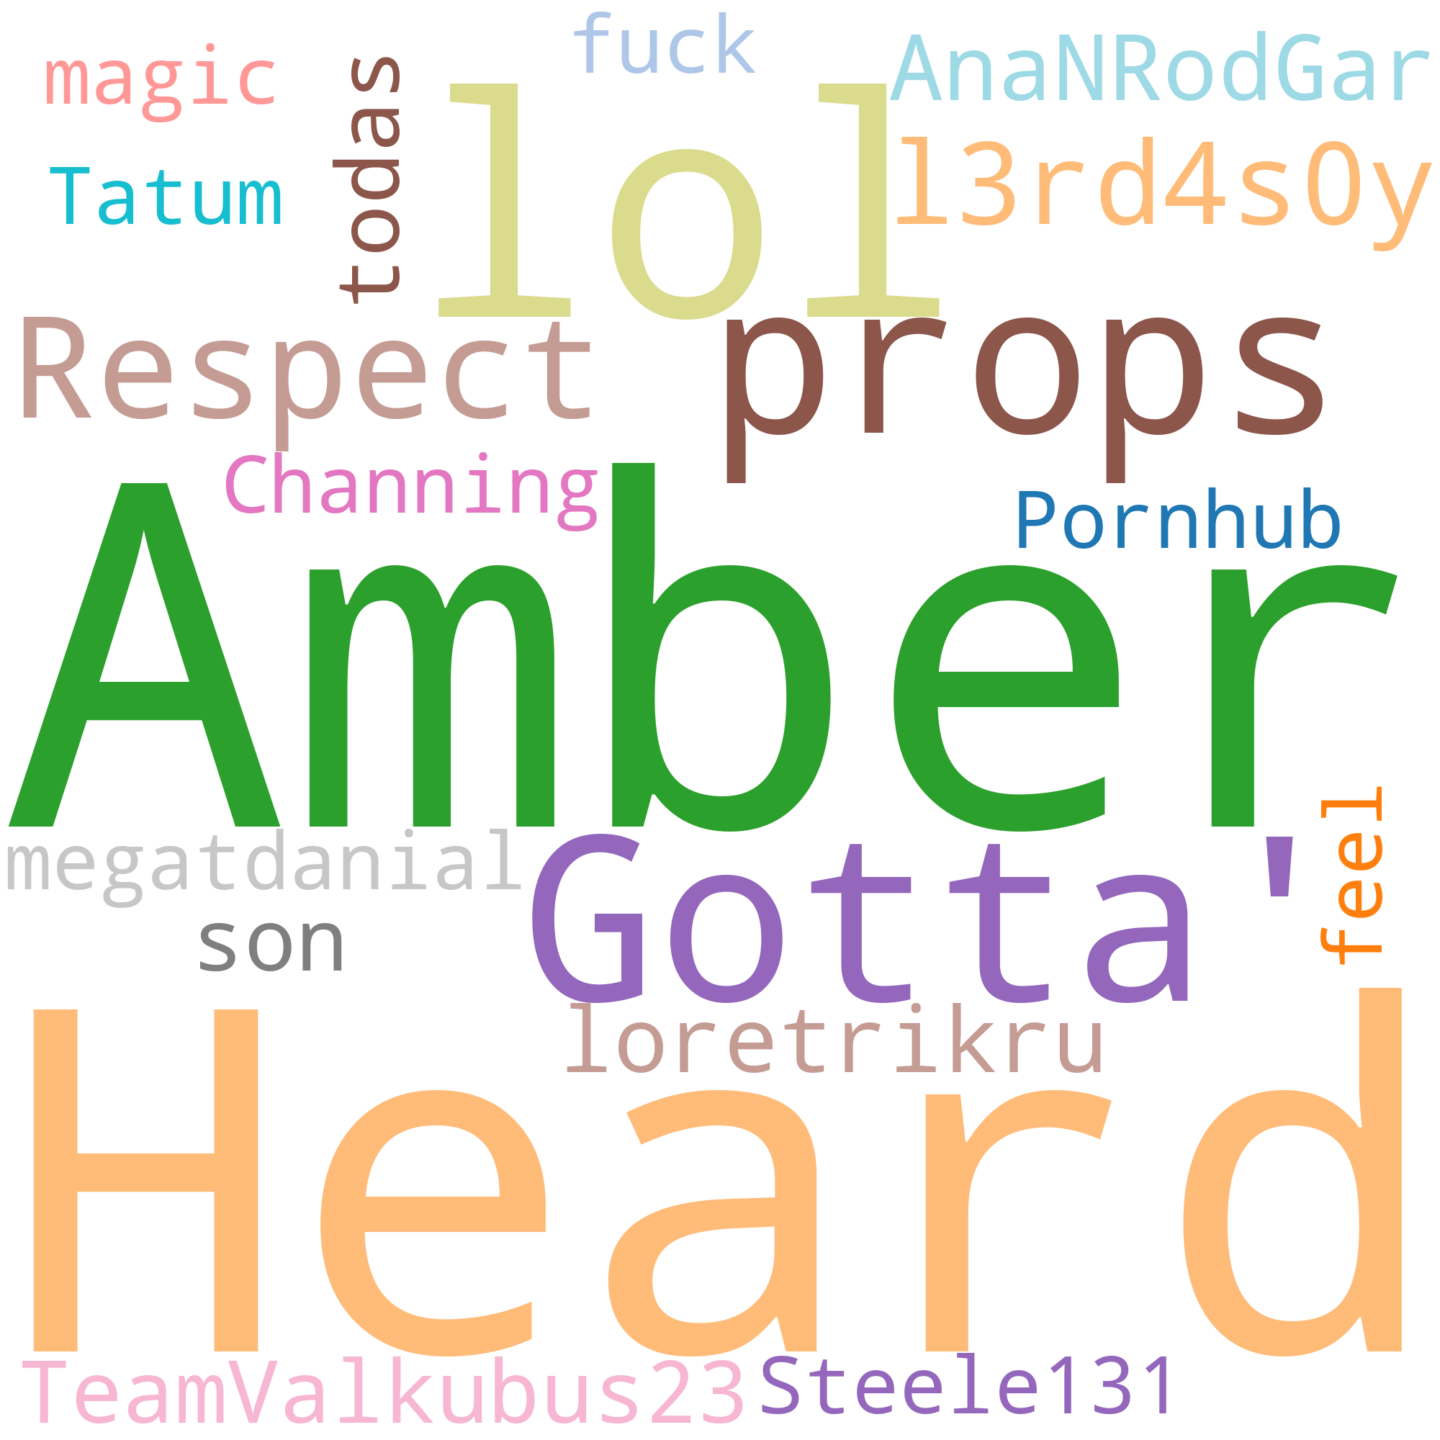 fuck
magic
AnaNRodGar
todas
lol
l3rd4s0y
Tatum
Respect
props
Channing
Pornhub
Amber
feel
megatdanial
Gotta'
son
loretrikru
Heard
TeamValkubus23
Steele131